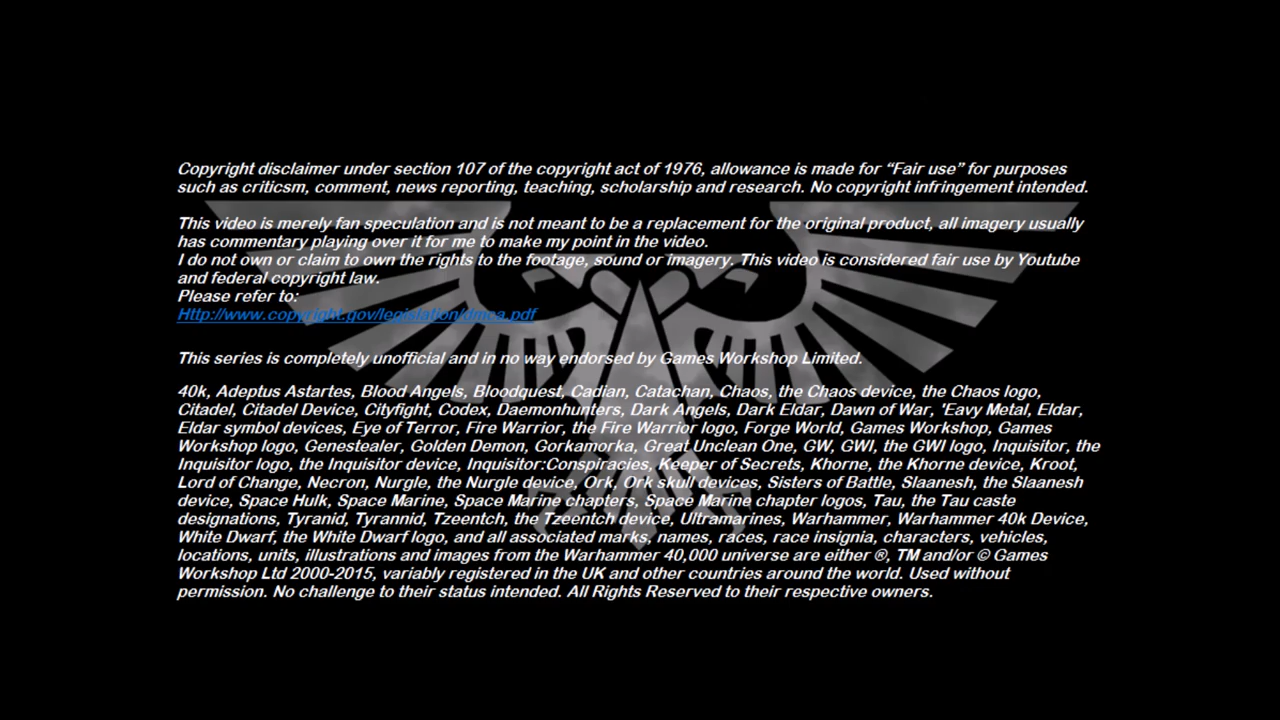 Copyright disclaimer under section 107 of the copyright act of 1976, allowance is made for “Fair use” for purposes
such as criticsm, comment, news reporting, teaching, scholarship and research. No copyright infringement intended.
This video is merely fan speculation and is not meant to be a replacement for the original product, all imagery usually
has commentary playing over it for me to make my point in the video.
I do not own or claim to own the rights to the footage, sound or imagery. This video is considered fair use by Youtube
and federal copyright law.
Please refer to:
Http://www.copyright.gov/legislation/dmca.pdf
This series is completely unofficial and in no way endorsed by Games Workshop Limited.
40k, Adeptus Astartes, Blood Angels, Bloodquest, Cadian, Catachan, Chaos, the Chaos device, the Chaos logo,
Citadel, Citadel Device, Cityfight, Codex, Daemonhunters, Dark Angels, Dark Eldar, Dawn of War, 'Eavy Metal, Eldar,
Eldar symbol devices, Eye of Terror, Fire Warrior, the Fire Warrior logo, Forge World, Games Workshop, Games
Workshop logo, Genestealer, Golden Demon, Gorkamorka, Great Unclean One, GW, GWI, the GWI logo, Inquisitor, the
Inquisitor logo, the Inquisitor device, Inquisitor:Conspiracies, Keeper of Secrets, Khorne, the Khorne device, Kroot,
Lord of Change, Necron, Nurgle, the Nurgle device, Ork, Ork skull devices, Sisters of Battle, Slaanesh, the Slaanesh
device, Space Hulk, Space Marine, Space Marine chapters, Space Marine chapter logos, Tau, the Tau caste
designations, Tyranid, Tyrannid, Tzeentch, the Tzeentch device, Ultramarines, Warhammer, Warhammer 40k Device,
White Dwarf, the White Dwarf logo, and all associated marks, names, races, race insignia, characters, vehicles,
locations, units, illustrations and images from the Warhammer 40,000 universe are either ®, TM and/or © Games
Workshop Ltd 2000-2015, variably registered in the UK and other countries around the world. Used without
permission. No challenge to their status intended. All Rights Reserved to their respective owners.